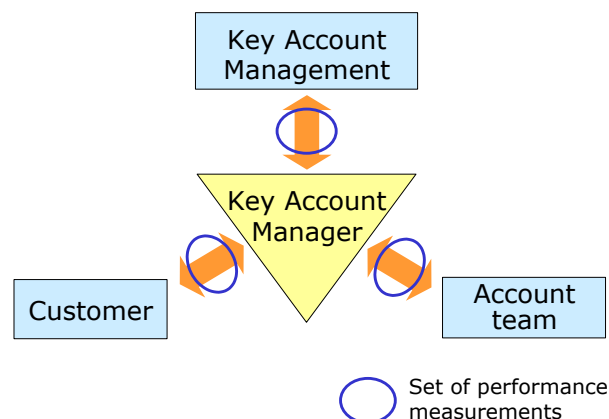 Key Account
Management
Key Account
Manager
Customer
Account
team
Set of performance
measurements